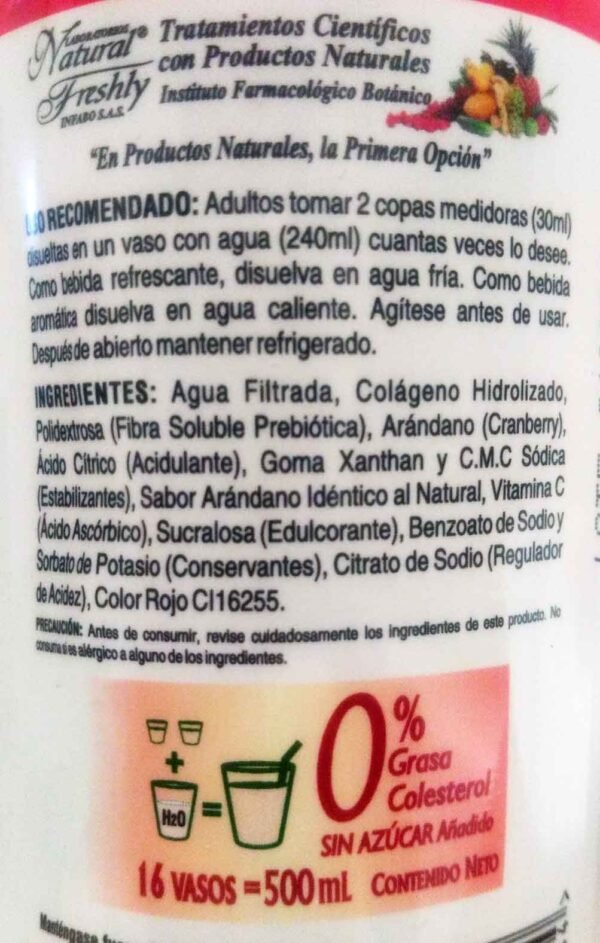 LABORATORIOS
Natural®
Freshly
INFABO S.A.S.
Tratamientos Científicos
con Productos Naturales
Instituto Farmacológico Botánico
"En Productos Naturales, la Primera Opción"
USO RECOMENDADO: Adultos tomar 2 copas medidoras (30ml)
disueltas en un vaso con agua (240ml) cuantas veces lo desee.
Como bebida refrescante, disuelva en agua fría. Como bebida
aromática disuelva en agua caliente. Agítese antes de usar.
Después de abierto mantener refrigerado.
INGREDIENTES: Agua Filtrada, Colágeno Hidrolizado,
Polidextrosa (Fibra Soluble Prebiótica), Arándano (Cranberry),
Ácido Cítrico (Acidulante), Goma Xanthan y C.M.C Sódica
(Estabilizantes), Sabor Arándano Idéntico al Natural, Vitamina C
(Ácido Ascórbico), Sucralosa (Edulcorante), Benzoato de Sodio y
Sorbato de Potasio (Conservantes), Citrato de Sodio (Regulador
de Acidez), Color Rojo CI16255.
PRECAUCIÓN: Antes de consumir, revise cuidadosamente los ingredientes de este producto. No
consuma si es alérgico a alguno de los ingredientes.
+
H2O
=
0%
Grasa
Colesterol
SIN AZÚCAR Añadido
16 VASOS = 500 mL CONTENIDO NETO
Manténgase